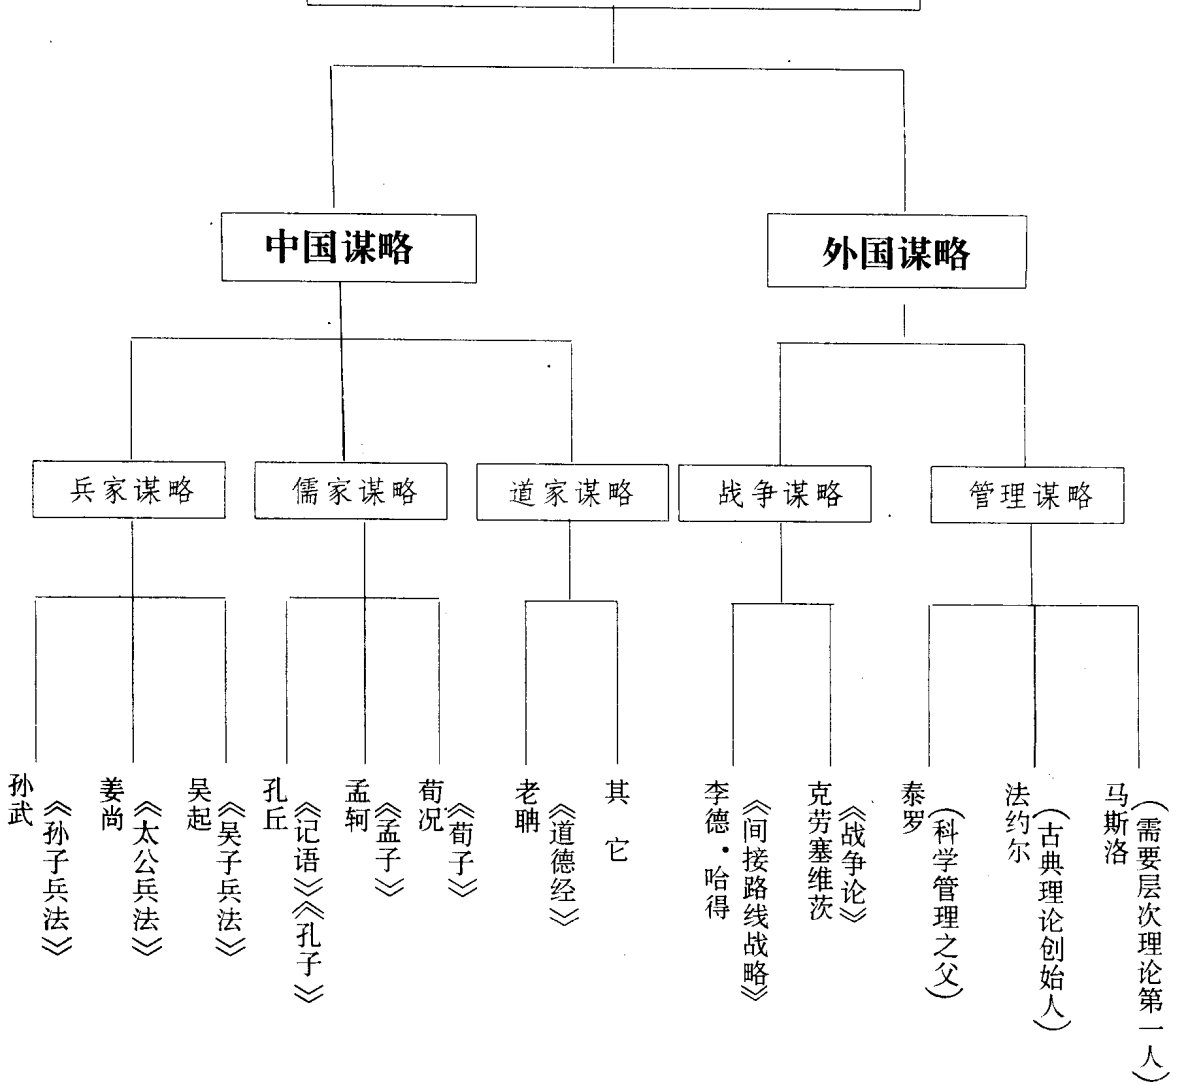 中国谋略
外国谋略
兵家谋略
儒家谋略
道家谋略
战争谋略
管理谋略
孙武
《孙子兵法》
姜尚
《太公兵法》
吴起
《吴子兵法》
孔丘
《记语》《孔子》
孟轲
《孟子》
荀况
《荀子》
老聃
《道德经》
其它
李德·哈得
《间接路线战略》
克劳塞维茨
《战争论》
泰罗
(科学管理之父)
法约尔
(古典理论创始人)
马斯洛
(需要层次理论第一人)